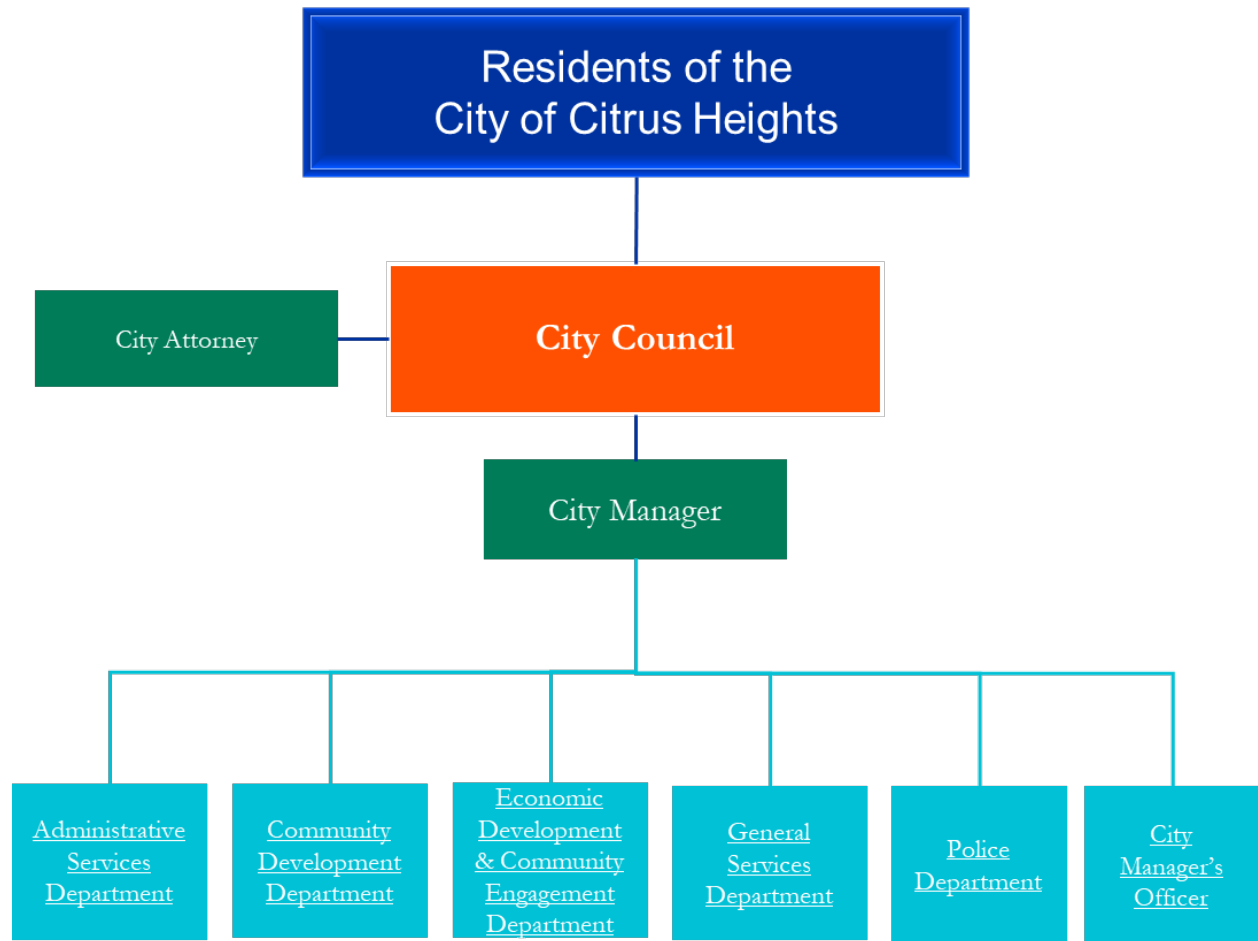 Residents of the
City of Citrus Heights
City Attorney
City Council
City Manager
Administrative
Services
Department
Community
Development
Department
Economic
Development
& Community
Engagement
Department
General
Services
Department
Police
Department
City
Manager’s
Officer